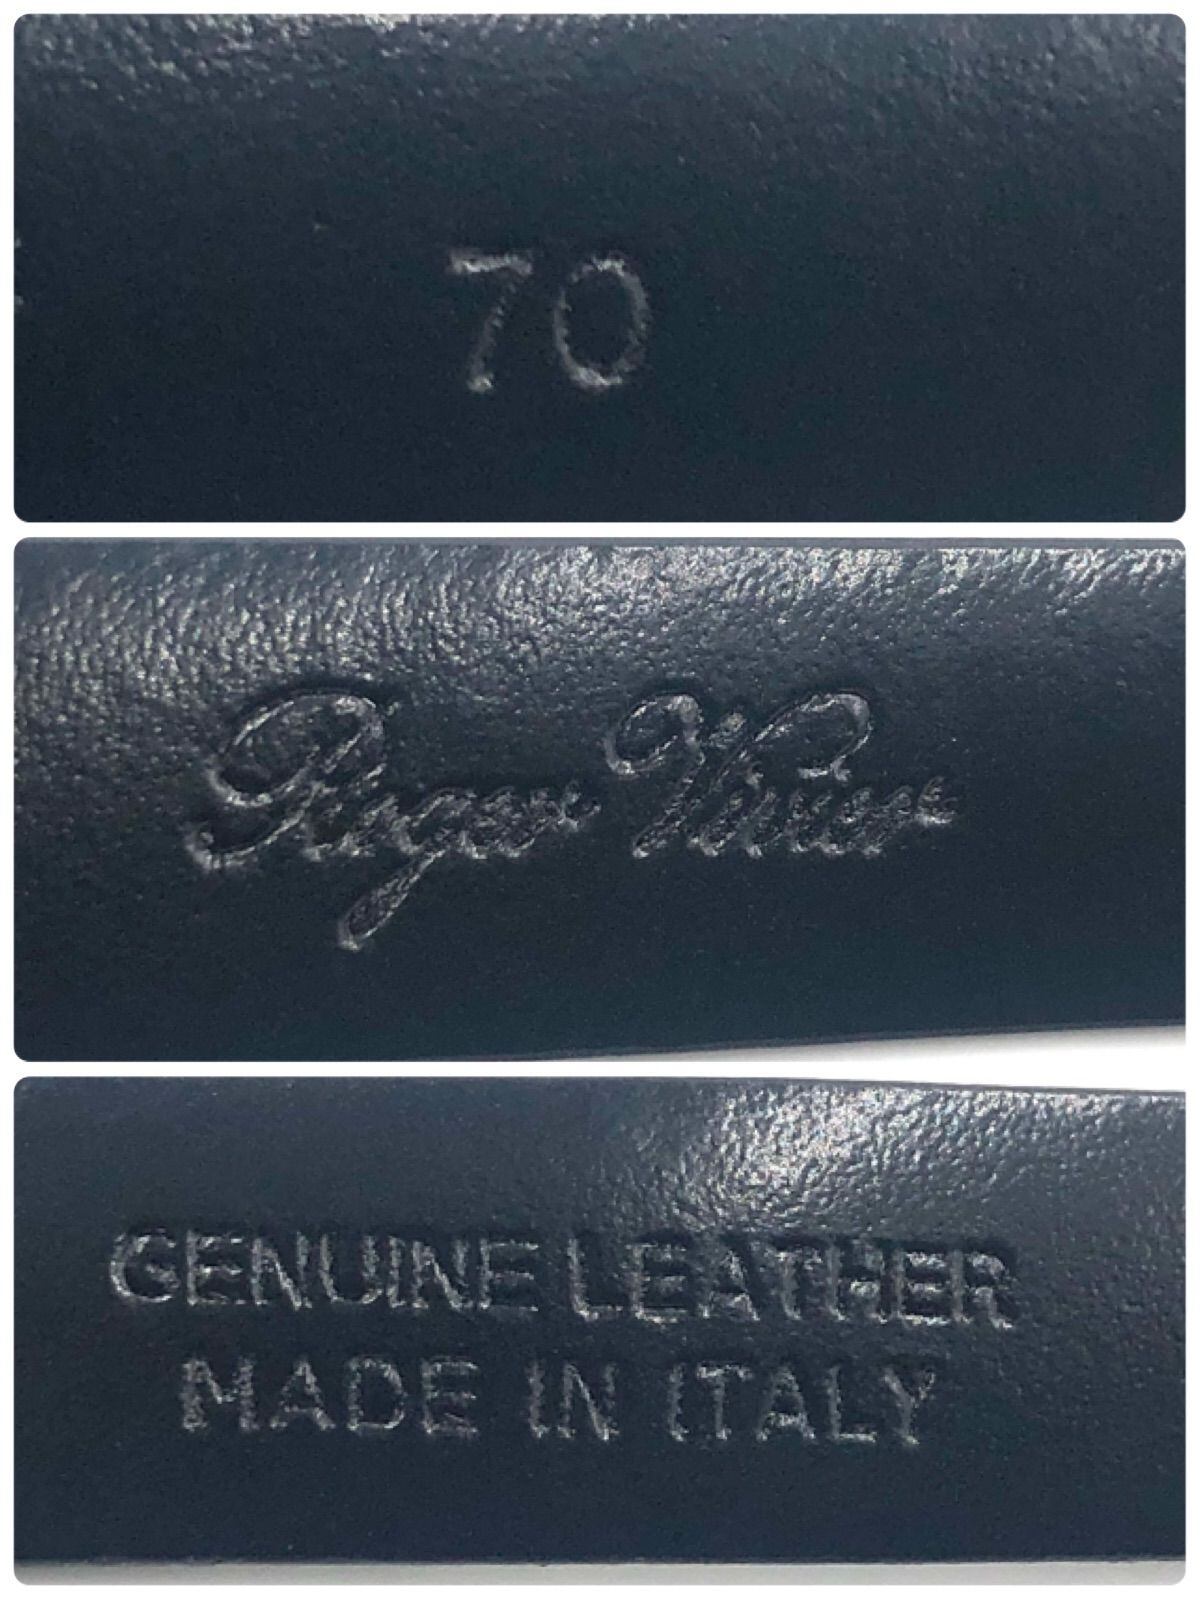 70
Roger Vivier
GENUINE LEATHER
MADE IN ITALY